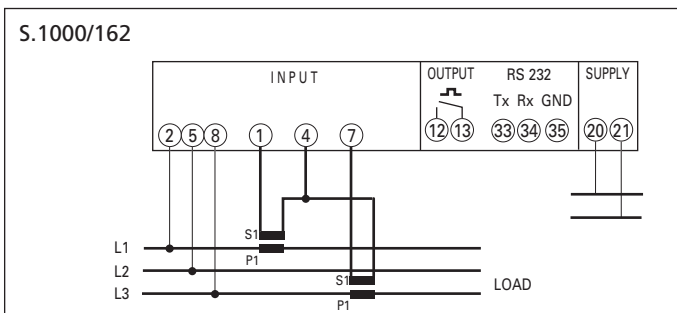 S.1000/162
INPUT
OUTPUT
RS 232
SUPPLY
Tx Rx GND
2 5 8 1 4 7 12 13 33 34 35 20 21
S1
L1
P1
L2
S1
LOAD
L3
P1